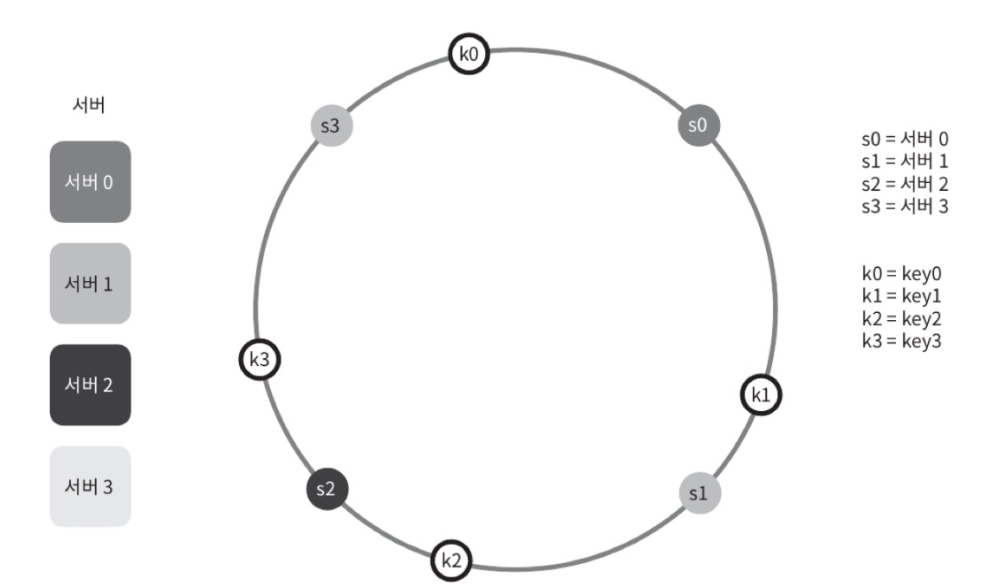 서버
서버 0
서버 1
서버 2
서버 3
k0
s3
s0
k3
k1
s2
s1
k2
s0 = 서버 0
s1 = 서버 1
s2 = 서버 2
s3 = 서버 3
k0 = key0
k1 = key1
k2 = key2
k3 = key3